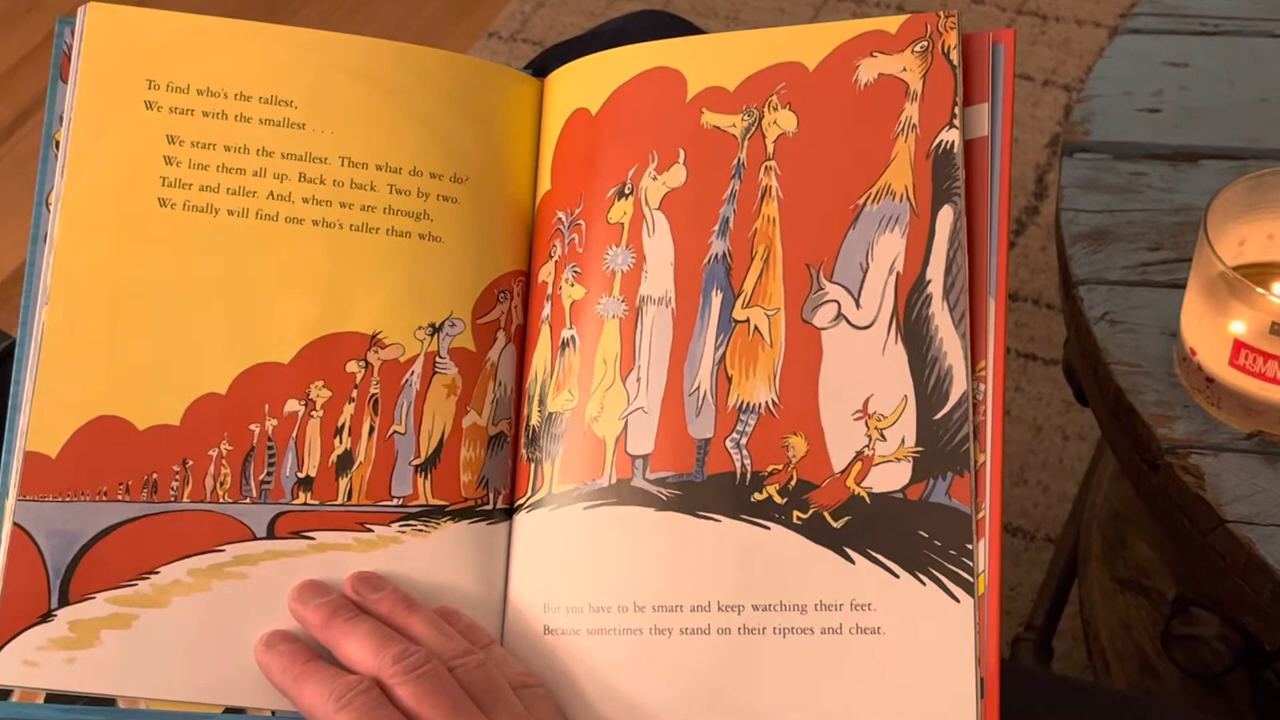 To find who's the tallest,
We start with the smallest . . .
We start with the smallest. Then what do we do?
We line them all up. Back to back. Two by two.
Taller and taller. And, when we are through,
We finally will find one who's taller than who.
But you have to be smart and keep watching their feet.
Because sometimes they stand on their tiptoes and cheat.